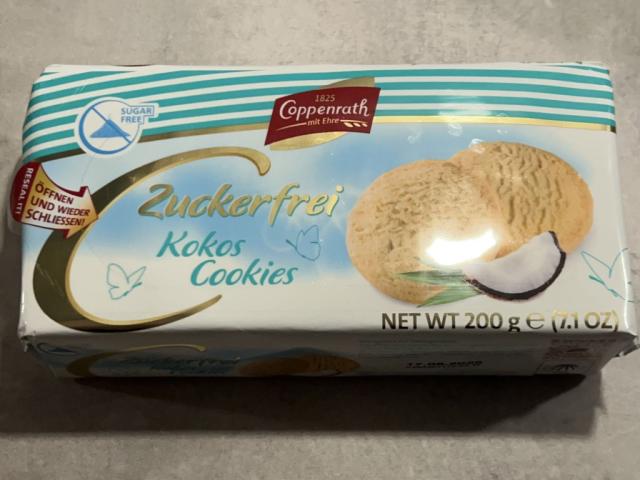 SUGAR
FREE
1825
Coppenrath
mit Ehre
RESEAL IT!
ÖFFNEN
UND WIEDER
SCHLIESSEN!
Zuckerfrei
Kokos
Cookies
NET WT 200 g e (7.1 OZ)
Zuckerfrei